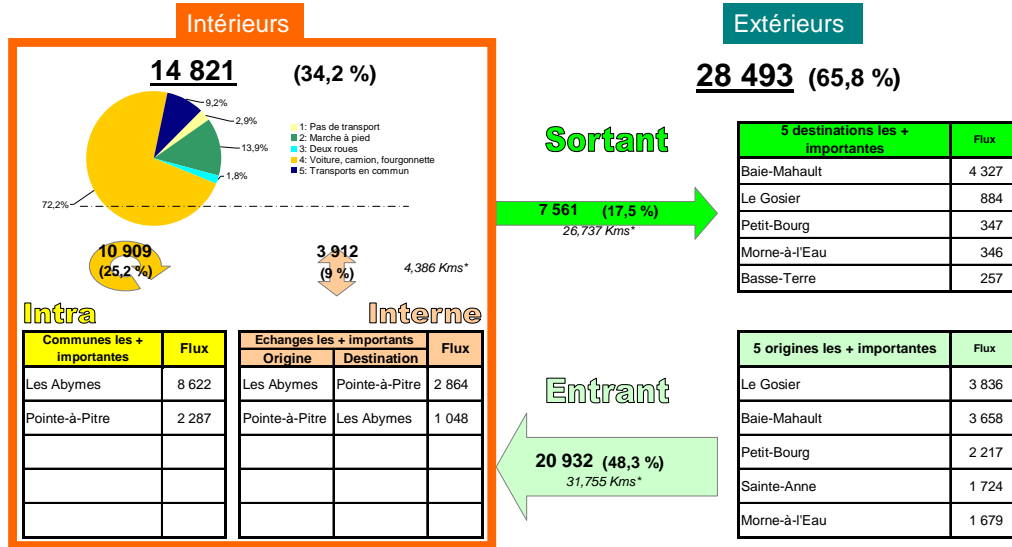 Intérieurs
Extérieurs
14 821 (34,2 %)
28 493 (65,8 %)
9,2%
2,9%
13,9%
1,8%
72,2%
1: Pas de transport
2: Marche à pied
3: Deux roues
4: Voiture, camion, fourgonnette
5: Transports en commun
10 909
(25,2 %)
3 912
(9 %)
4,386 Kms*
Intra
Interne
Communes les + importantes Flux
Les Abymes 8 622
Pointe-à-Pitre 2 287
Echanges les + importants Flux
Origine Destination
Les Abymes Pointe-à-Pitre 2 864
Pointe-à-Pitre Les Abymes 1 048
Sortant
7 561 (17,5 %)
26,737 Kms*
5 destinations les + importantes Flux
Baie-Mahault 4 327
Le Gosier 884
Petit-Bourg 347
Morne-à-l'Eau 346
Basse-Terre 257
Entrant
20 932 (48,3 %)
31,755 Kms*
5 origines les + importantes Flux
Le Gosier 3 836
Baie-Mahault 3 658
Petit-Bourg 2 217
Sainte-Anne 1 724
Morne-à-l'Eau 1 679